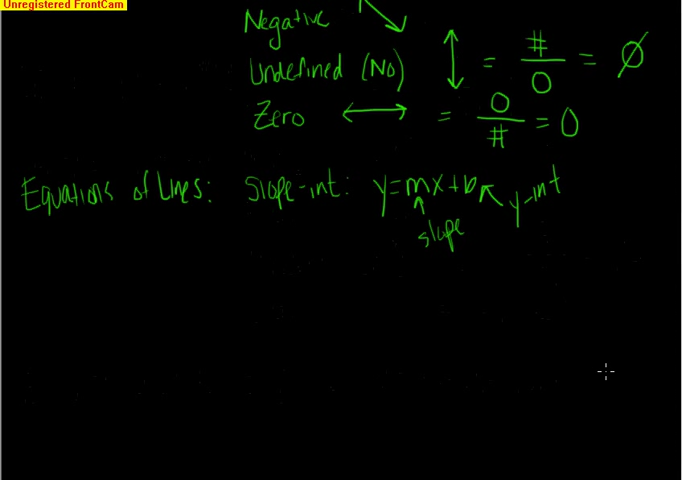 Unregistered FrontCam
Negative
Undefined (No) = #/0 = Ø
Zero = 0/# = 0
Equations of Lines: Slope-int: y=mx+b y-int
slope